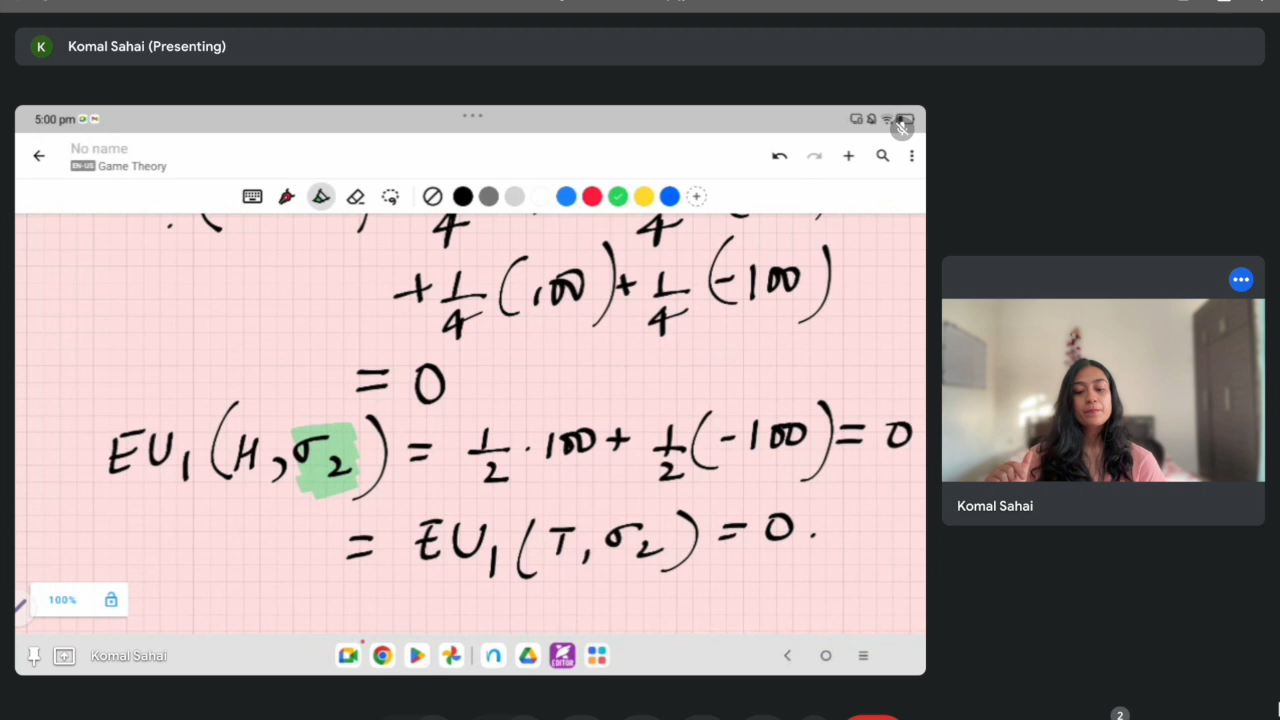 Komal Sahai (Presenting)
K
5:00 pm
No name
EN-US Game Theory
4 4
+ 1/4 (100) + 1/4 (-100)
= 0
EU₁(H, σ₂) = 1/2 · 100 + 1/2 (-100) = 0
= EU₁(T, σ₂) = 0.
100%
Komal Sahai
EDITOR
Komal Sahai
2